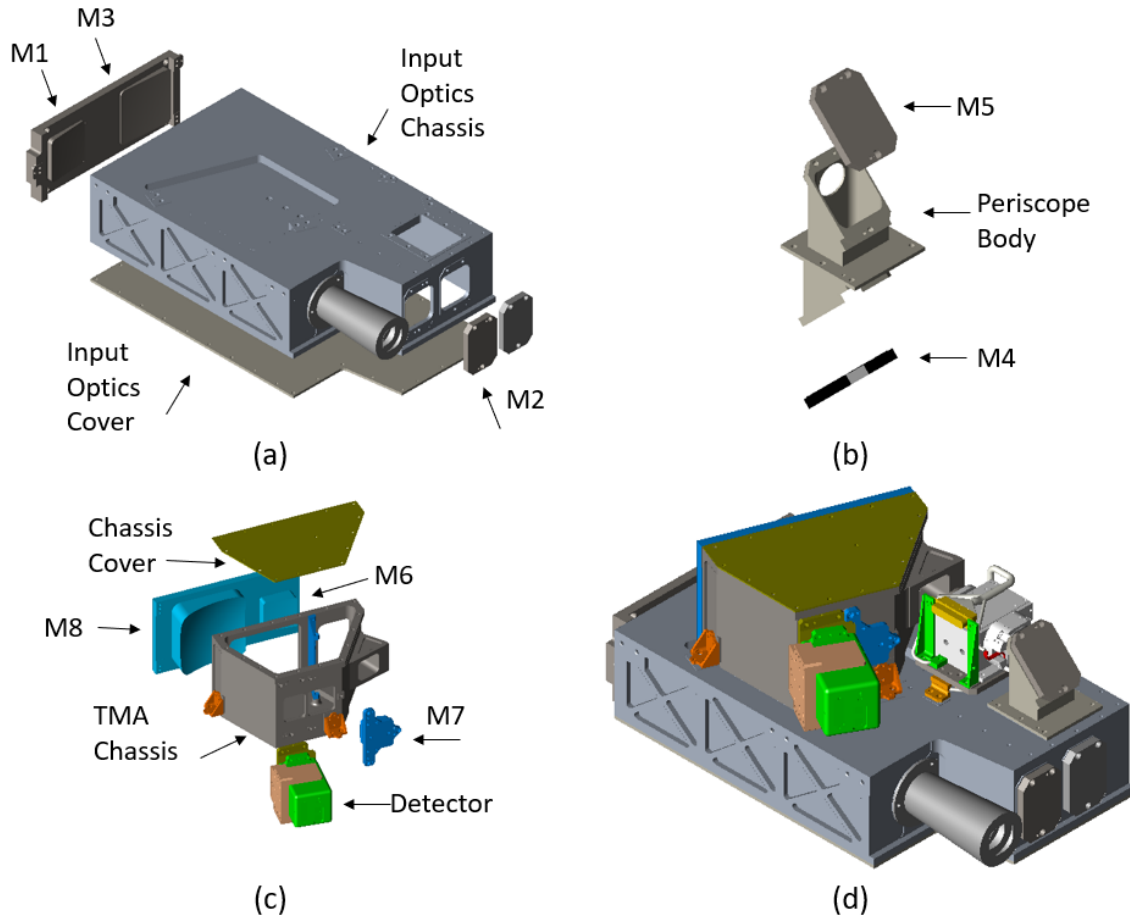 M3
M1
Input
Optics
Chassis
Input
Optics
Cover
M2
(a)
M5
Periscope
Body
M4
(b)
Chassis
Cover
M6
M8
TMA
Chassis
M7
Detector
(c)
(d)